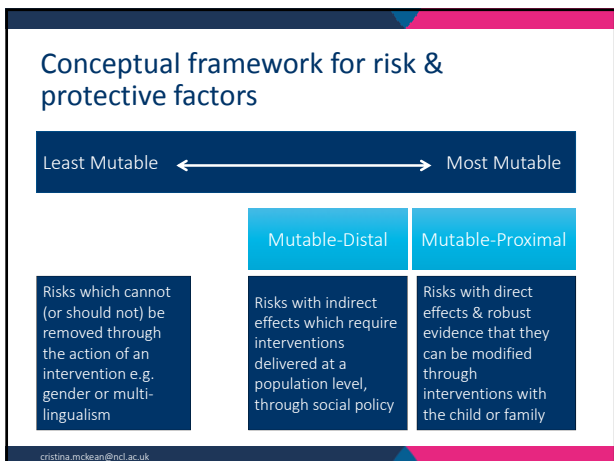 Conceptual framework for risk &
protective factors
Least Mutable
Most Mutable
Mutable-Distal
Mutable-Proximal
Risks which cannot
(or should not) be
removed through
the action of an
intervention e.g.
gender or multi-
lingualism
Risks with indirect
effects which require
interventions
delivered at a
population level,
through social policy
Risks with direct
effects & robust
evidence that they
can be modified
through
interventions with
the child or family
cristina.mckean@ncl.ac.uk